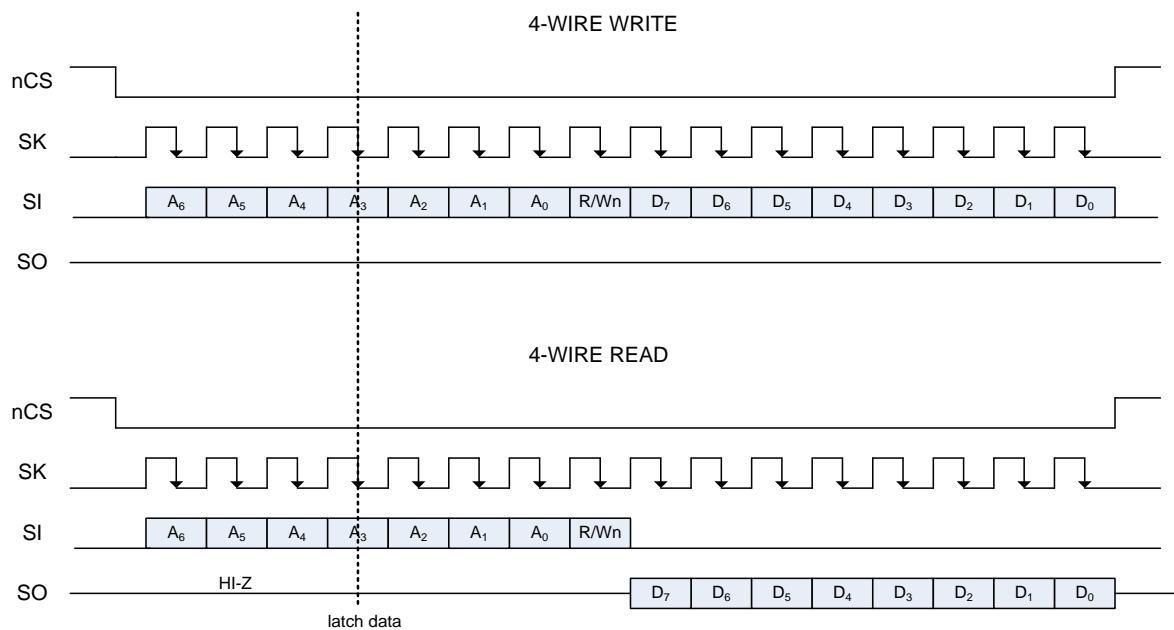 4-WIRE WRITE
nCS
SK
SI A₆ A₅ A₄ A₃ A₂ A₁ A₀ R/Wn D₇ D₆ D₅ D₄ D₃ D₂ D₁ D₀
SO
4-WIRE READ
nCS
SK
SI A₆ A₅ A₄ A₃ A₂ A₁ A₀ R/Wn
SO HI-Z D₇ D₆ D₅ D₄ D₃ D₂ D₁ D₀
latch data